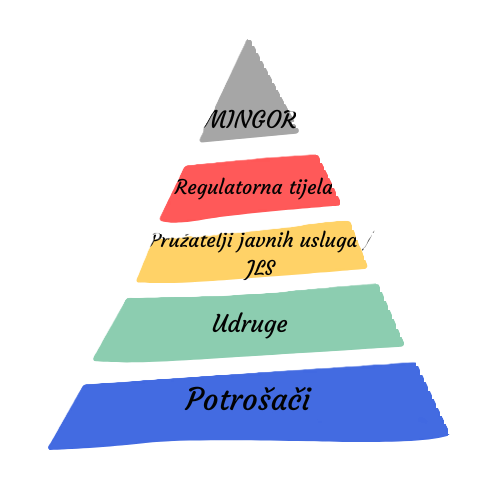 MINGOR
Regulatorna tijela
Pružatelji javnih usluga /
JLS
Udruge
Potrošači